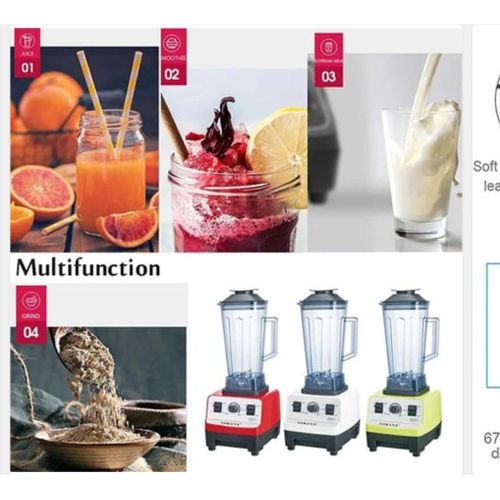 JUICE
01
SMOOTHIE
02
SOYBEAN MILK
03
Multifunction
GRIND
04
Soft
lea
67
d